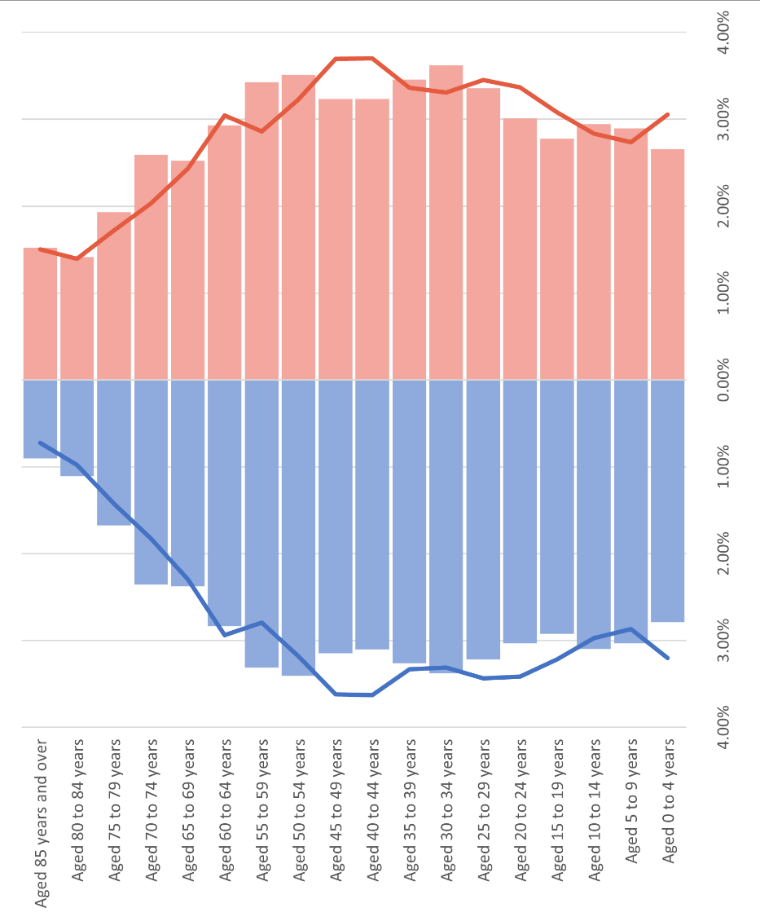 Aged 85 years and over
Aged 80 to 84 years
Aged 75 to 79 years
Aged 70 to 74 years
Aged 65 to 69 years
Aged 60 to 64 years
Aged 55 to 59 years
Aged 50 to 54 years
Aged 45 to 49 years
Aged 40 to 44 years
Aged 35 to 39 years
Aged 30 to 34 years
Aged 25 to 29 years
Aged 20 to 24 years
Aged 15 to 19 years
Aged 10 to 14 years
Aged 5 to 9 years
Aged 0 to 4 years
4.00%
3.00%
2.00%
1.00%
0.00%
1.00%
2.00%
3.00%
4.00%